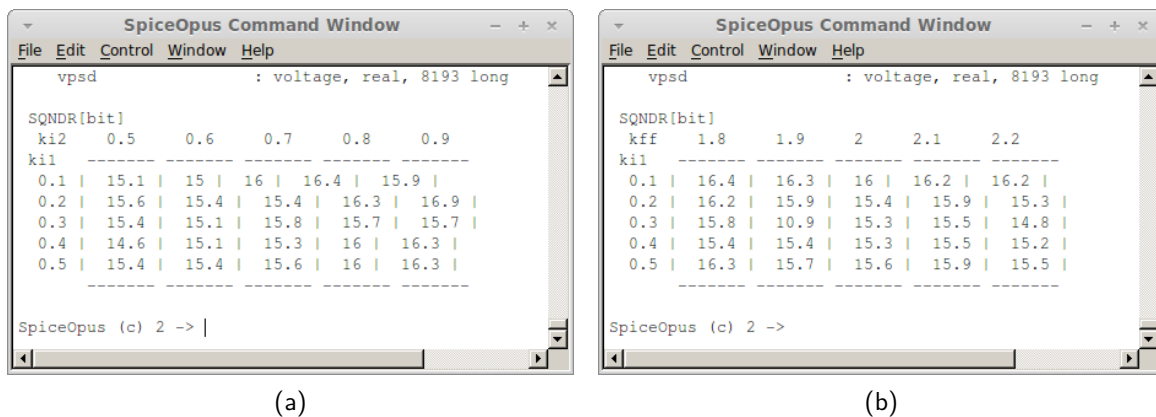 SpiceOpus Command Window
File Edit Control Window Help
vpsd : voltage, real, 8193 long
SQNDR[bit]
ki2 0.5 0.6 0.7 0.8 0.9
ki1 ------- ------- ------- ------- -------
0.1 | 15.1 | 15 | 16 | 16.4 | 15.9 |
0.2 | 15.6 | 15.4 | 15.4 | 16.3 | 16.9 |
0.3 | 15.4 | 15.1 | 15.8 | 15.7 | 15.7 |
0.4 | 14.6 | 15.1 | 15.3 | 16 | 16.3 |
0.5 | 15.4 | 15.4 | 15.6 | 16 | 16.3 |
------- ------- ------- ------- -------
SpiceOpus (c) 2 -> |
(a)
SpiceOpus Command Window
File Edit Control Window Help
vpsd : voltage, real, 8193 long
SQNDR[bit]
kff 1.8 1.9 2 2.1 2.2
ki1 ------- ------- ------- ------- -------
0.1 | 16.4 | 16.3 | 16 | 16.2 | 16.2 |
0.2 | 16.2 | 15.9 | 15.4 | 15.9 | 15.3 |
0.3 | 15.8 | 10.9 | 15.3 | 15.5 | 14.8 |
0.4 | 15.4 | 15.4 | 15.3 | 15.5 | 15.2 |
0.5 | 16.3 | 15.7 | 15.6 | 15.9 | 15.5 |
------- ------- ------- ------- -------
SpiceOpus (c) 2 ->
(b)